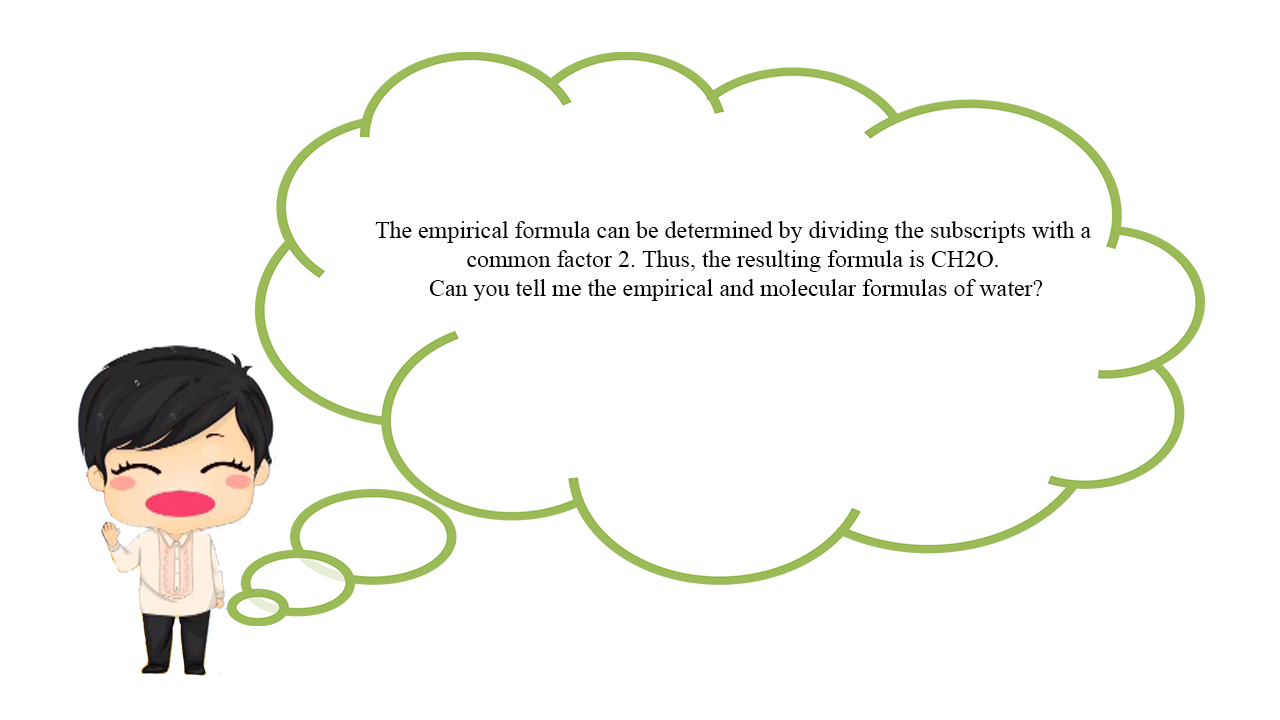 The empirical formula can be determined by dividing the subscripts with a
common factor 2. Thus, the resulting formula is CH2O.
Can you tell me the empirical and molecular formulas of water?